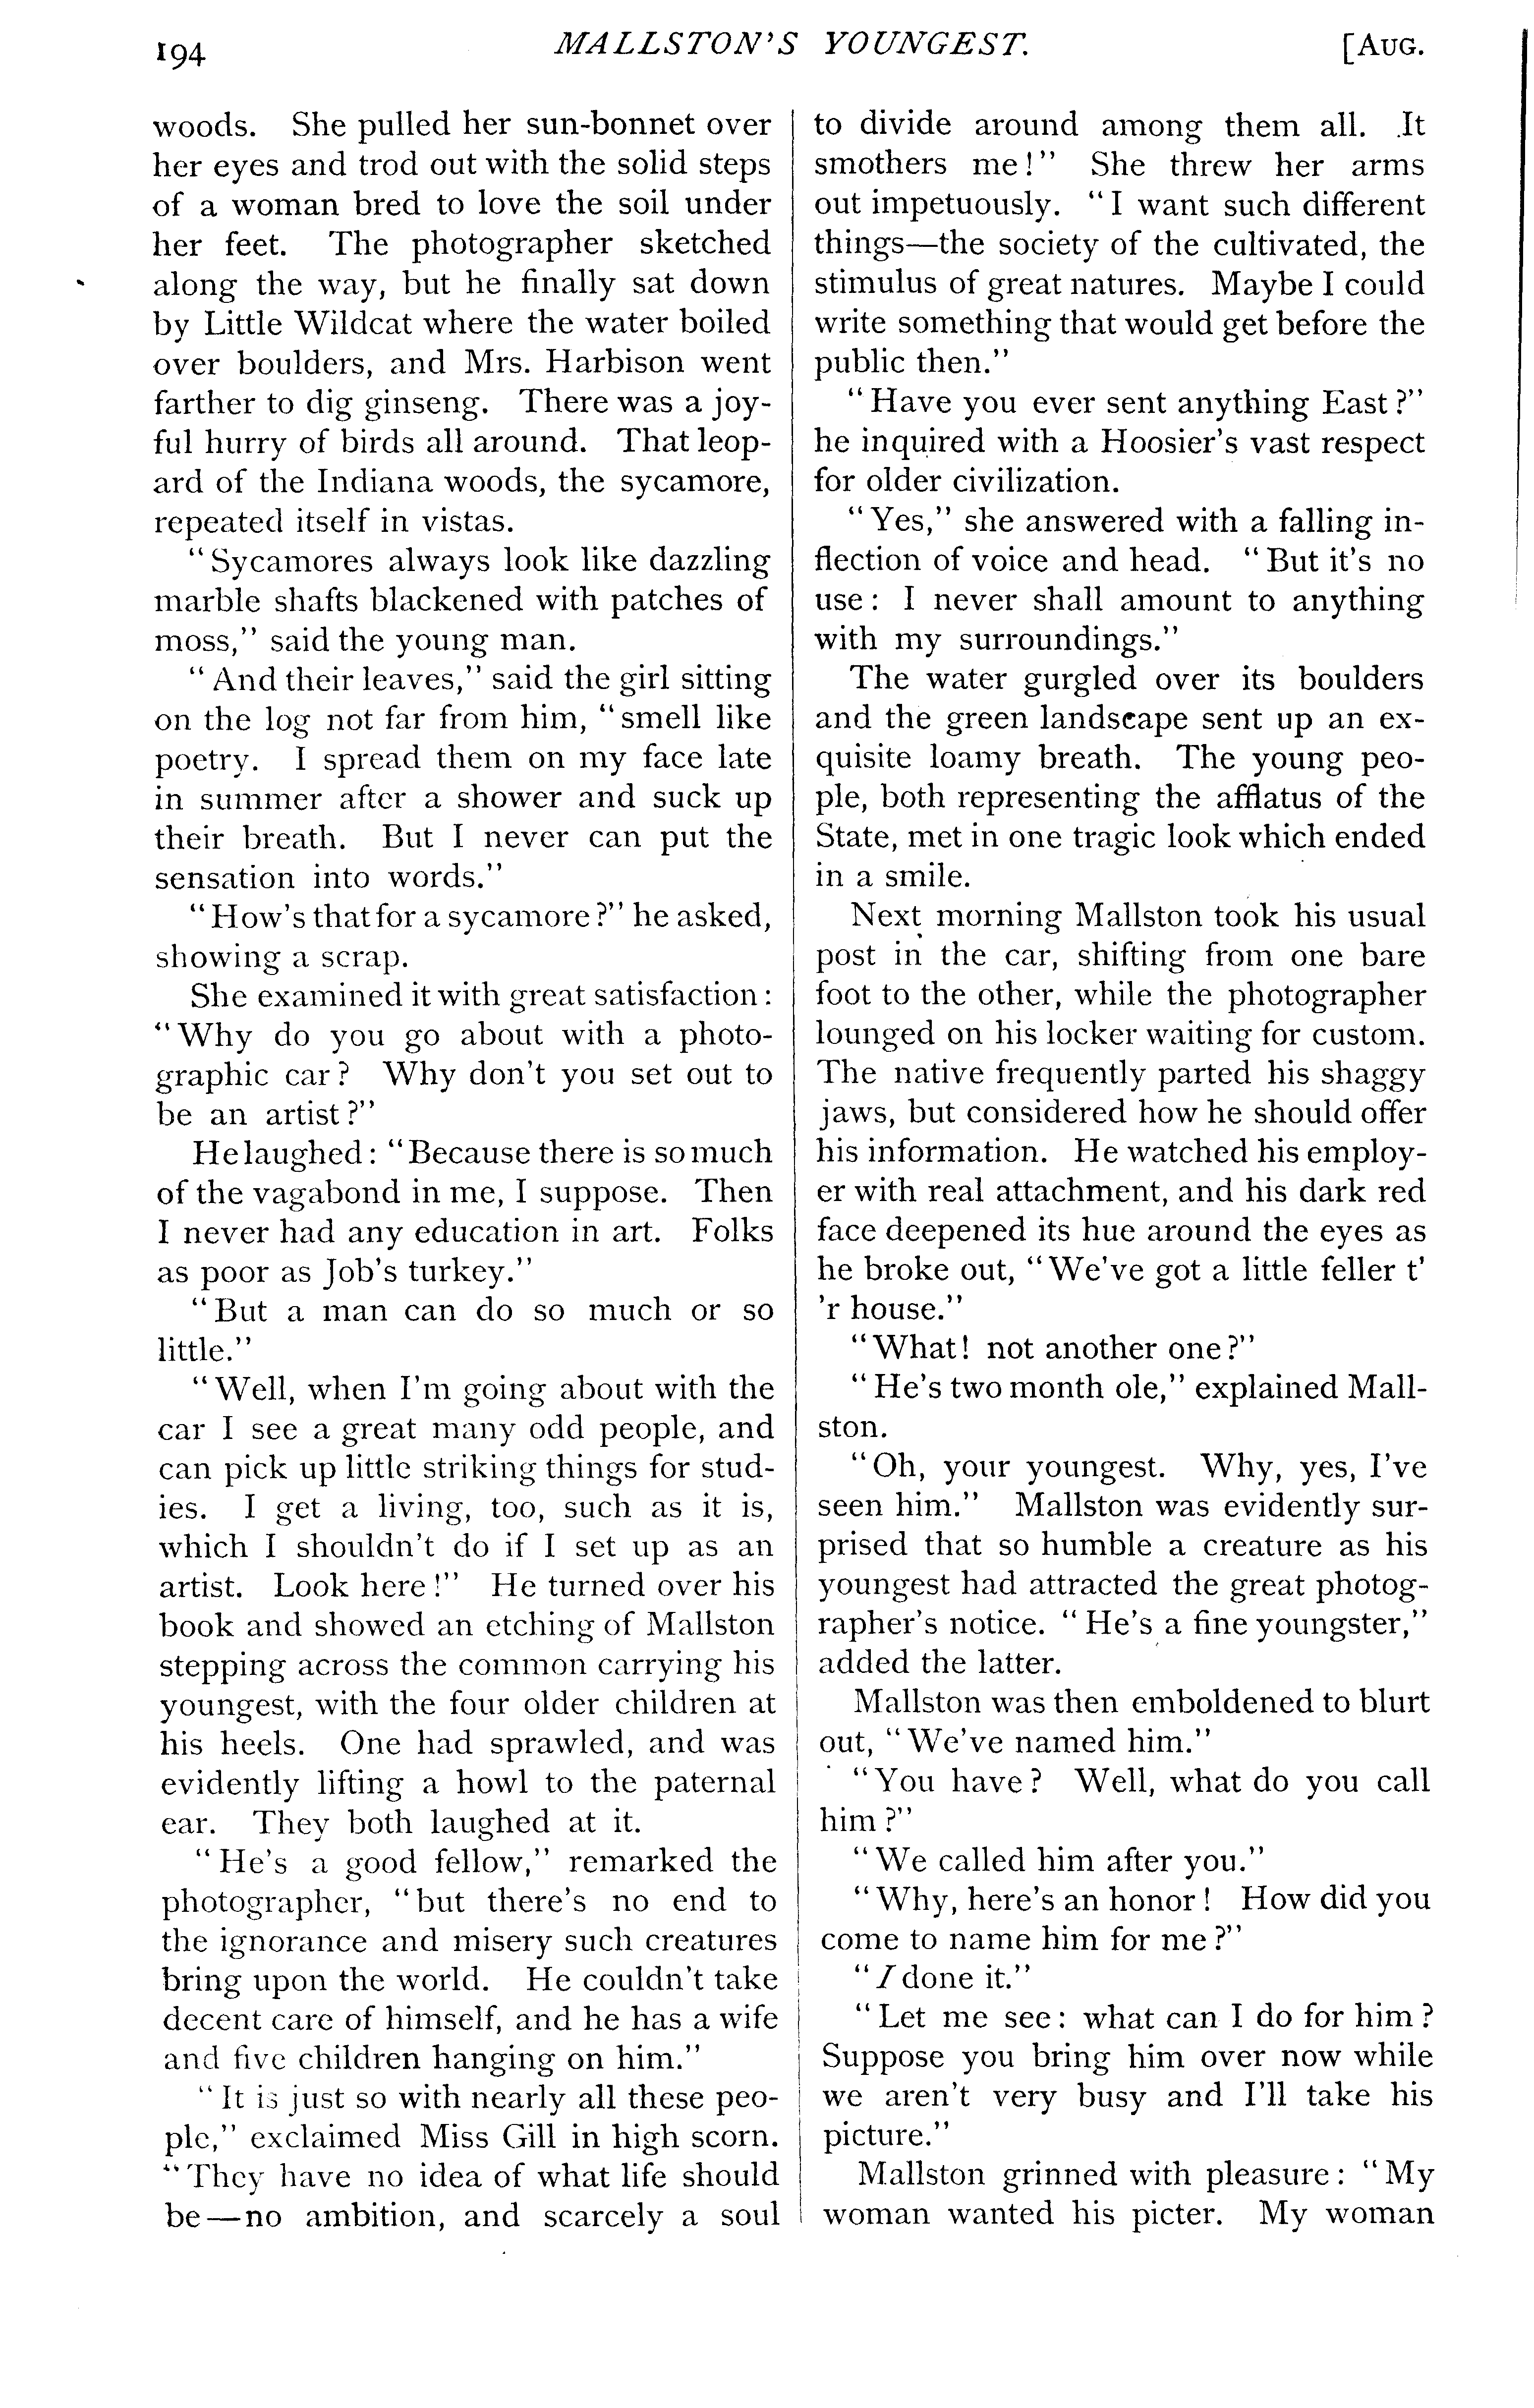 194
MALLSTON'S YOUNGEST.
[AUG.
woods. She pulled her sun-bonnet over
her eyes and trod out with the solid steps
of a woman bred to love the soil under
her feet. The photographer sketched
along the way, but he finally sat down
by Little Wildcat where the water boiled
over boulders, and Mrs. Harbison went
farther to dig ginseng. There was a joy-
ful hurry of birds all around. That leop-
ard of the Indiana woods, the sycamore,
repeated itself in vistas.
"Sycamores always look like dazzling
marble shafts blackened with patches of
moss," said the young man.
"And their leaves," said the girl sitting
on the log not far from him, "smell like
poetry. I spread them on my face late
in summer after a shower and suck up
their breath. But I never can put the
sensation into words."
"How's that for a sycamore?" he asked,
showing a scrap.
She examined it with great satisfaction:
"Why do you go about with a photo-
graphic car? Why don't you set out to
be an artist?"
He laughed: "Because there is so much
of the vagabond in me, I suppose. Then
I never had any education in art. Folks
as poor as Job's turkey."
"But a man can do so much or so
little."
"Well, when I'm going about with the
car I see a great many odd people, and
can pick up little striking things for stud-
ies. I get a living, too, such as it is,
which I shouldn't do if I set up as an
artist. Look here!" He turned over his
book and showed an etching of Mallston
stepping across the common carrying his
youngest, with the four older children at
his heels. One had sprawled, and was
evidently lifting a howl to the paternal
ear. They both laughed at it.
"He's a good fellow," remarked the
photographer, "but there's no end to
the ignorance and misery such creatures
bring upon the world. He couldn't take
decent care of himself, and he has a wife
and five children hanging on him."
"It is just so with nearly all these peo-
ple," exclaimed Miss Gill in high scorn.
"They have no idea of what life should
be—no ambition, and scarcely a soul
to divide around among them all. It
smothers me!" She threw her arms
out impetuously. "I want such different
things—the society of the cultivated, the
stimulus of great natures. Maybe I could
write something that would get before the
public then."
"Have you ever sent anything East?"
he inquired with a Hoosier's vast respect
for older civilization.
"Yes," she answered with a falling in-
flection of voice and head. "But it's no
use: I never shall amount to anything
with my surroundings."
The water gurgled over its boulders
and the green landscape sent up an ex-
quisite loamy breath. The young peo-
ple, both representing the afflatus of the
State, met in one tragic look which ended
in a smile.
Next morning Mallston took his usual
post in the car, shifting from one bare
foot to the other, while the photographer
lounged on his locker waiting for custom.
The native frequently parted his shaggy
jaws, but considered how he should offer
his information. He watched his employ-
er with real attachment, and his dark red
face deepened its hue around the eyes as
he broke out, "We've got a little feller t'
'r house."
"What! not another one?"
"He's two month ole," explained Mall-
ston.
"Oh, your youngest. Why, yes, I've
seen him." Mallston was evidently sur-
prised that so humble a creature as his
youngest had attracted the great photog-
rapher's notice. "He's a fine youngster,"
added the latter.
Mallston was then emboldened to blurt
out, "We've named him."
"You have? Well, what do you call
him?"
"We called him after you."
"Why, here's an honor! How did you
come to name him for me?"
"I done it."
"Let me see: what can I do for him?
Suppose you bring him over now while
we aren't very busy and I'll take his
picture."
Mallston grinned with pleasure: "My
woman wanted his picter. My woman